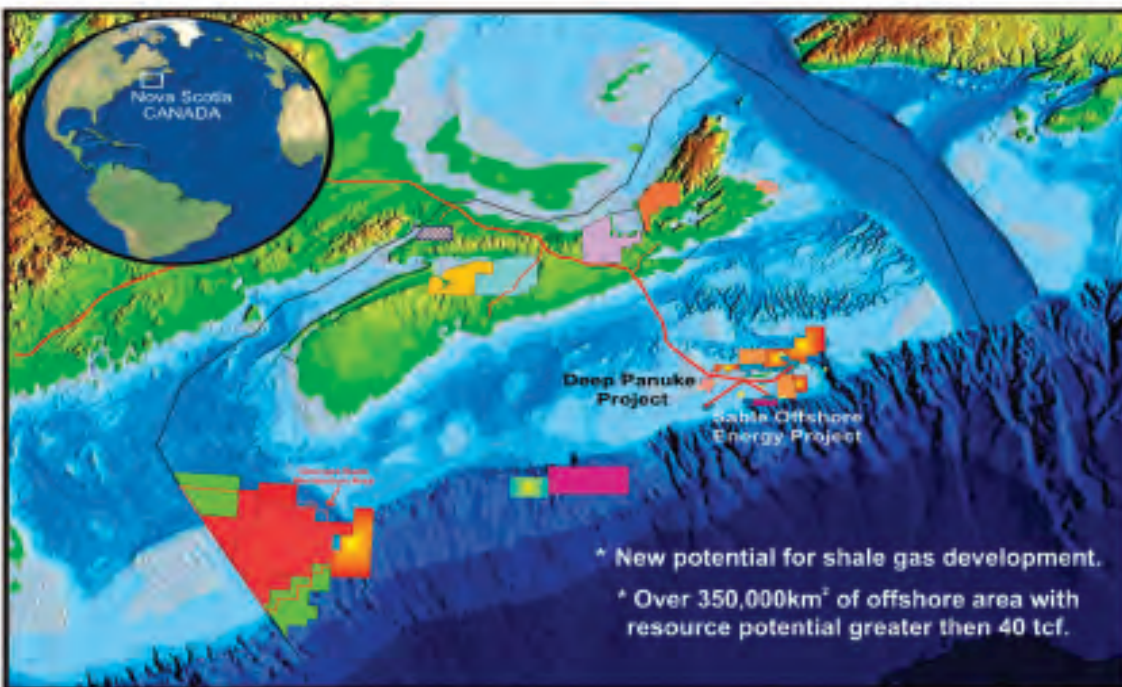 Nova Scotia
CANADA
Deep Panuke
Project
Sable Offshore
Energy Project
* New potential for shale gas development.
* Over 350,000km² of offshore area with
resource potential greater then 40 tcf.